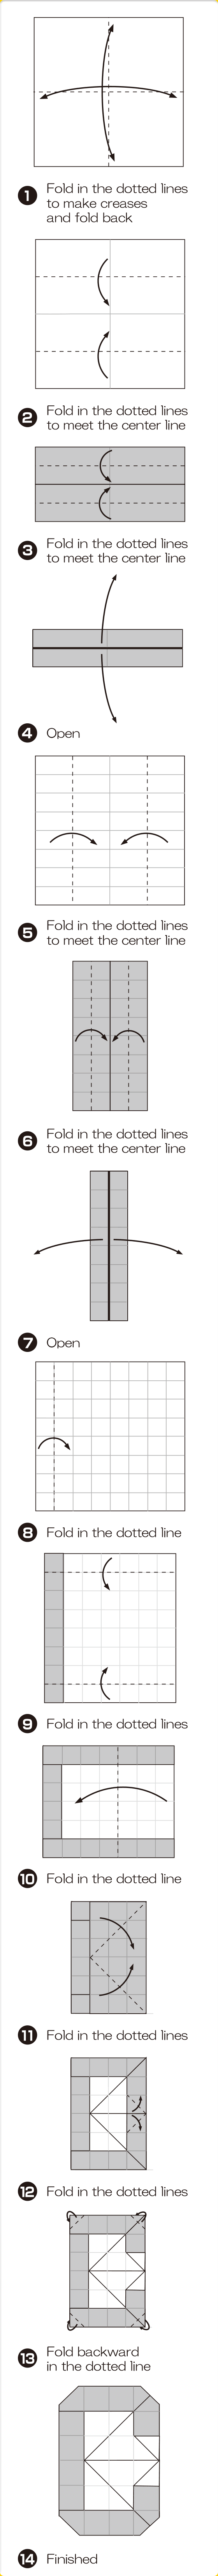 1 Fold in the dotted lines
to make creases
and fold back
2 Fold in the dotted lines
to meet the center line
3 Fold in the dotted lines
to meet the center line
4 Open
5 Fold in the dotted lines
to meet the center line
6 Fold in the dotted lines
to meet the center line
7 Open
8 Fold in the dotted line
9 Fold in the dotted lines
10 Fold in the dotted line
11 Fold in the dotted lines
12 Fold in the dotted lines
13 Fold backward
in the dotted line
14 Finished